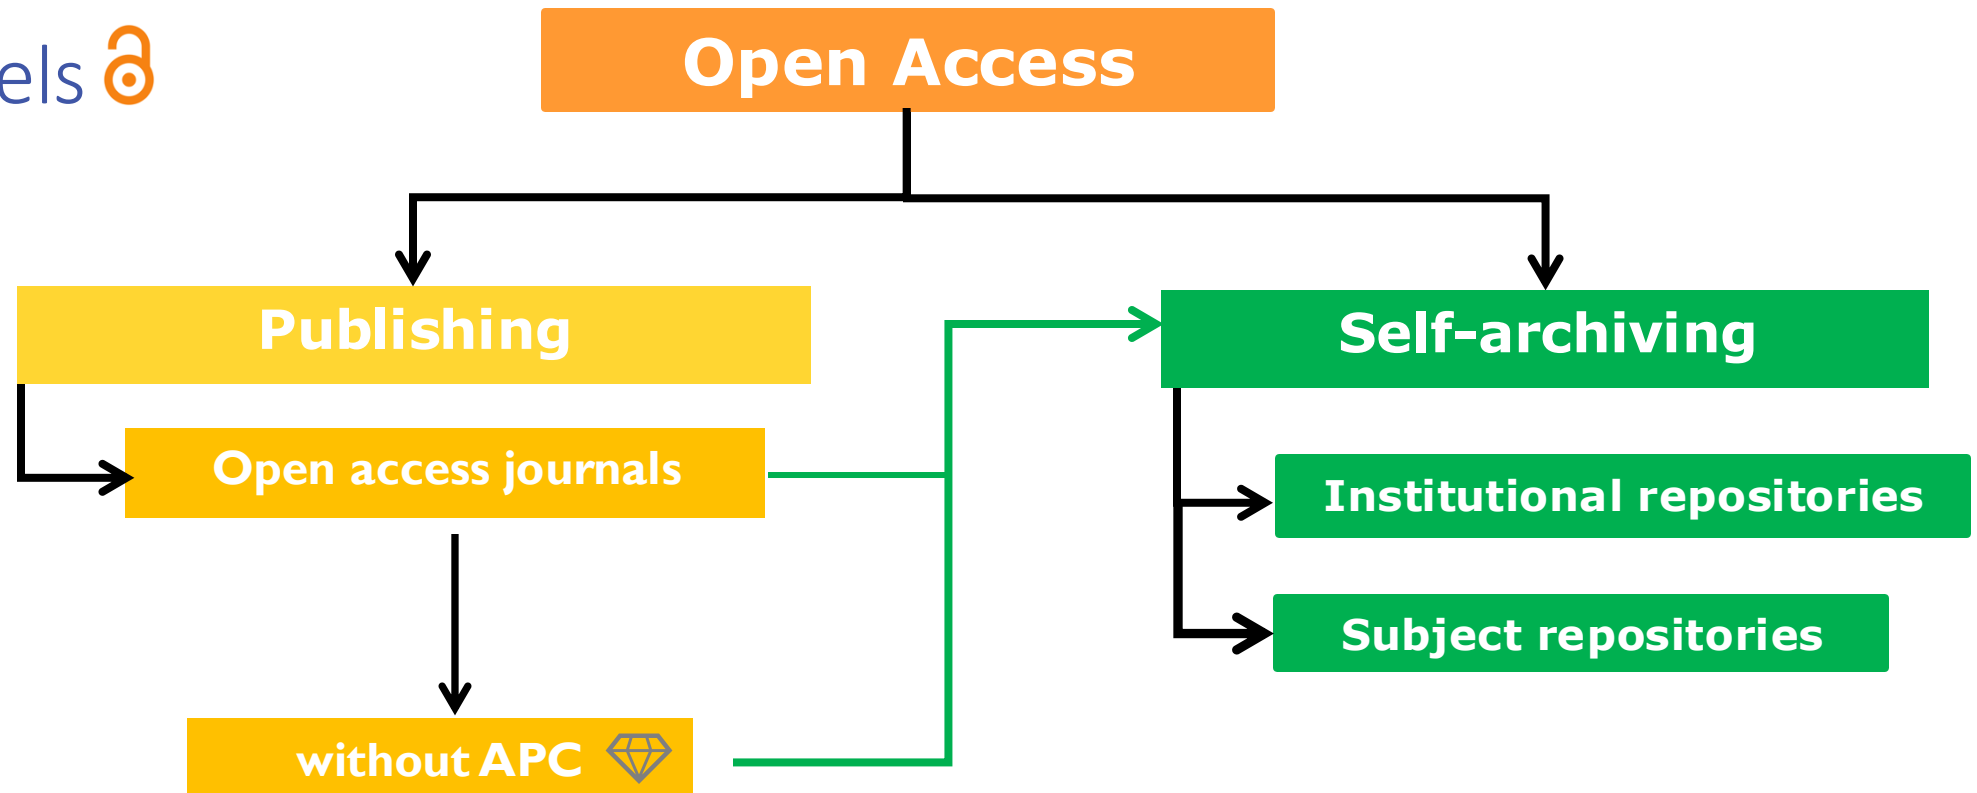 els
Open Access
Publishing
Self-archiving
Open access journals
Institutional repositories
Subject repositories
without APC